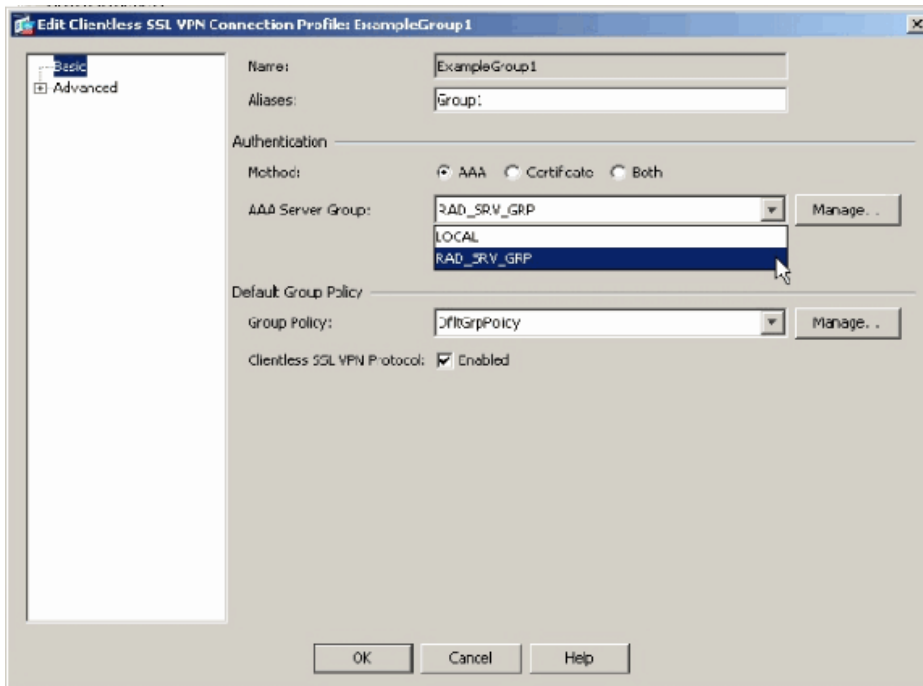 Edit Clientless SSL VPN Connection Profile: ExampleGroup1
Basic
Advanced
Name: ExampleGroup1
Aliases: Group1
Authentication
Method: AAA Certificate Both
AAA Server Group: RAD_SRV_GRP Manage..
LOCAL
RAD_SRV_GRP
Default Group Policy
Group Policy: DfltGrpPolicy Manage..
Clientless SSL VPN Protocol: Enabled
OK Cancel Help